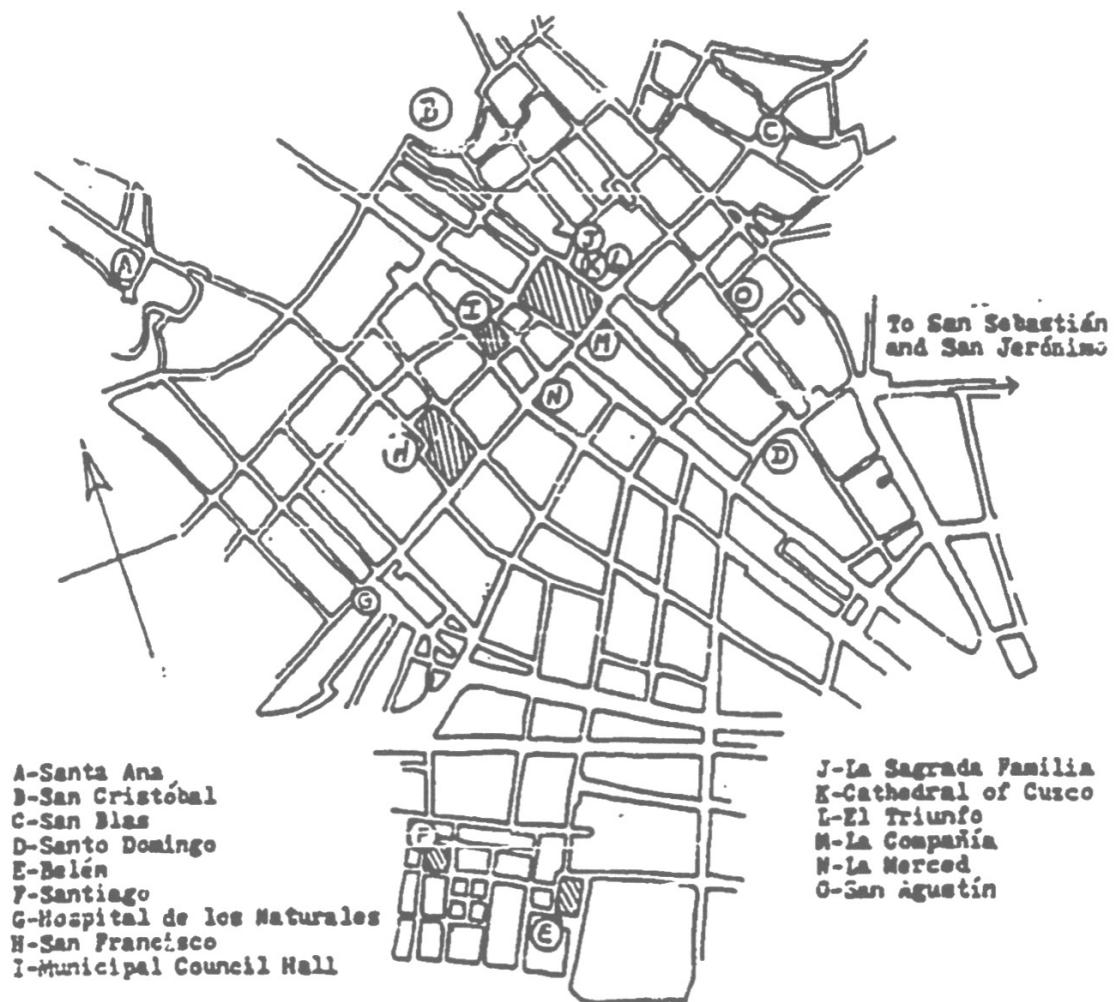 B
C
J
K
L
A
O
I
To San Sebastián
and San Jerónimo
M
N
H
D
G
A-Santa Ana
B-San Cristóbal
C-San Blas
D-Santo Domingo
E-Belén
F-Santiago
G-Hospital de los Naturales
H-San Francisco
I-Municipal Council Hall
J-La Sagrada Familia
K-Cathedral of Cuzco
L-El Triunfo
M-La Compañía
N-La Merced
O-San Agustín
F
E